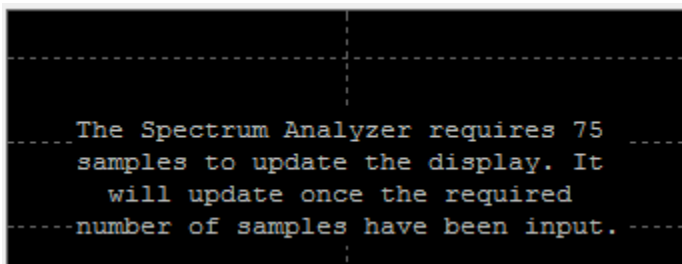 The Spectrum Analyzer requires 75
samples to update the display. It
will update once the required
number of samples have been input.